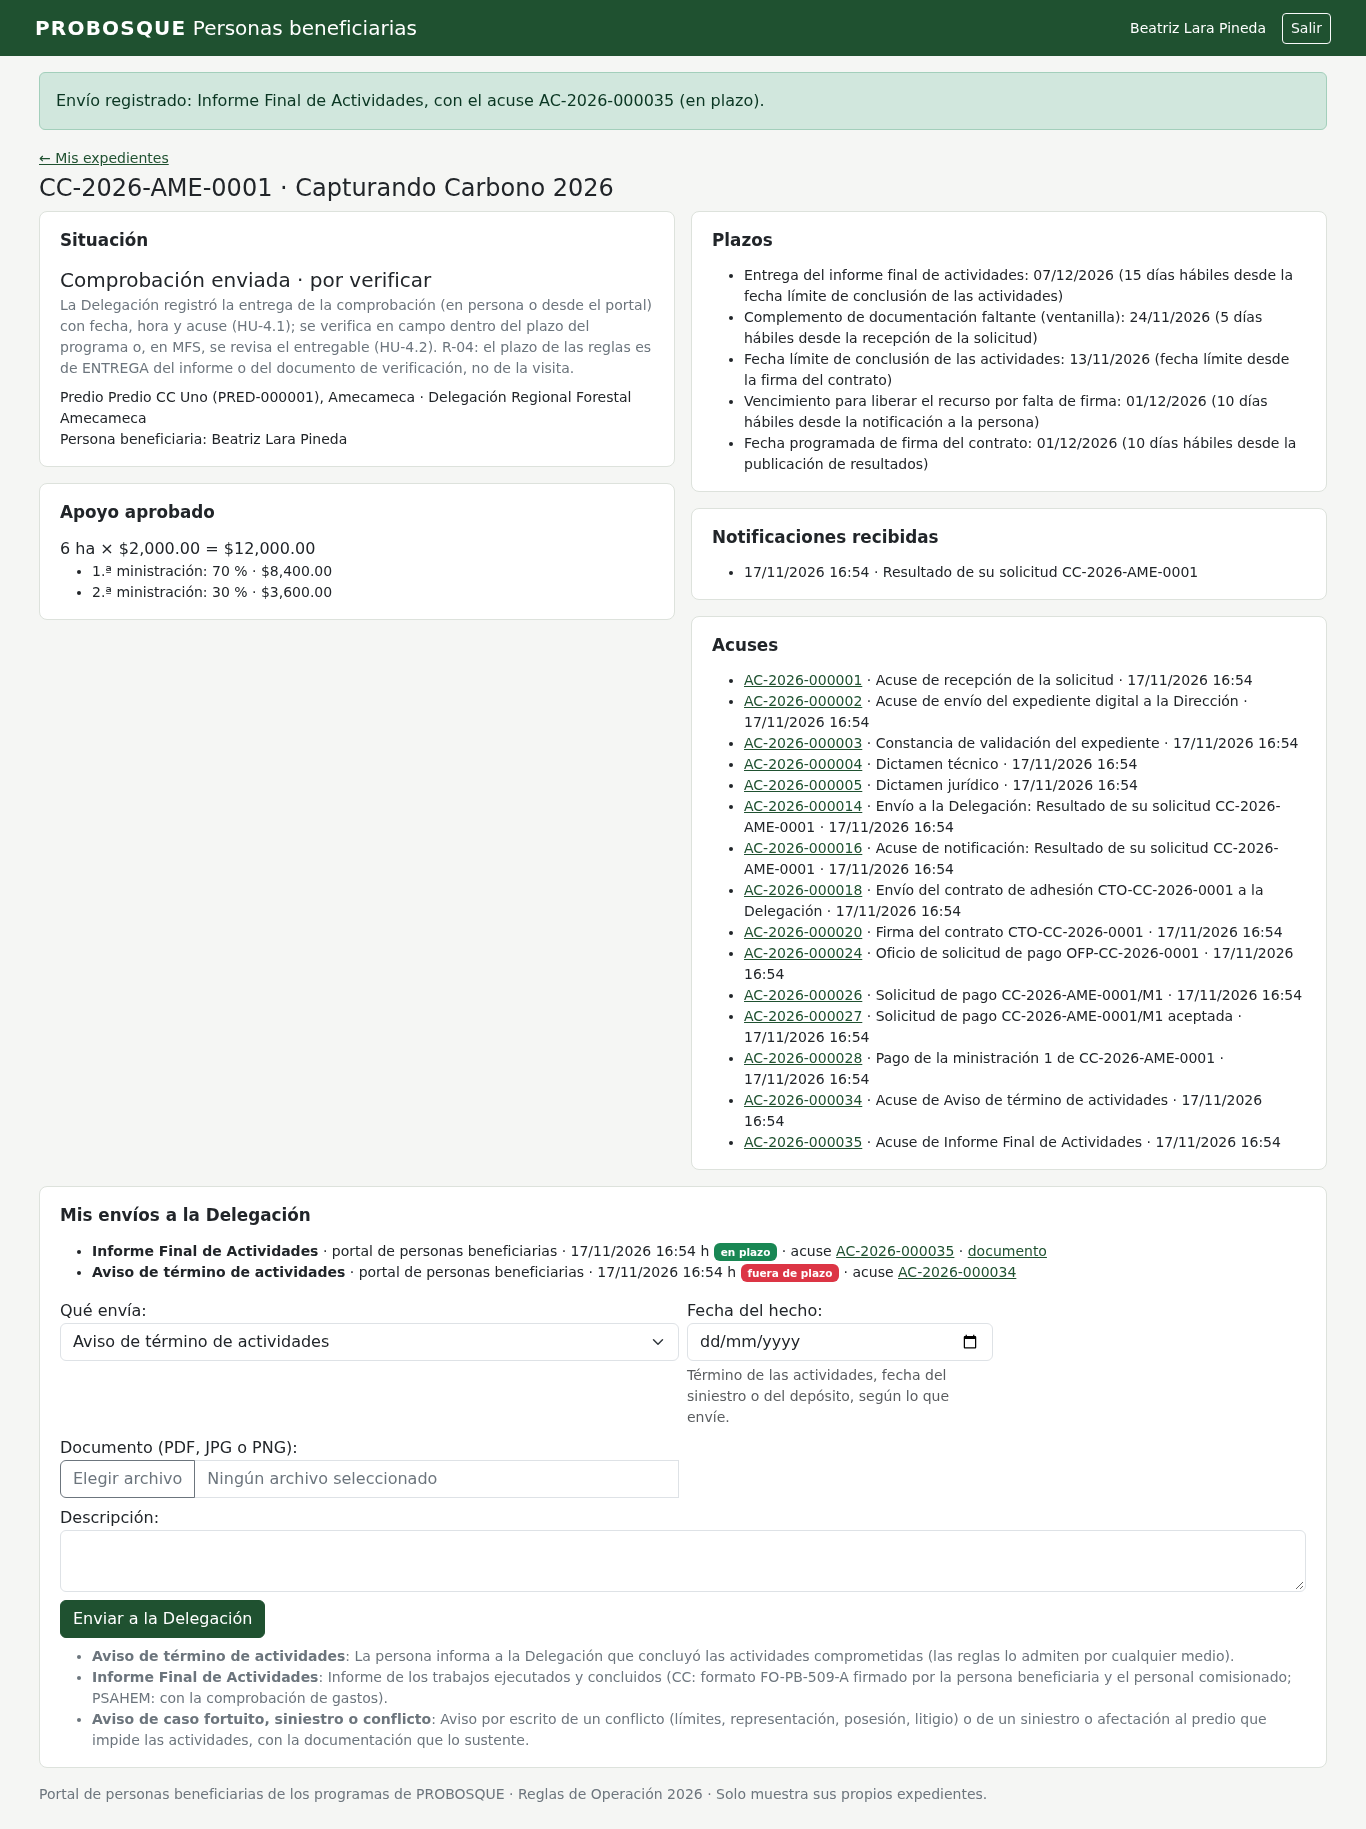 PROBOSQUE Personas beneficiarias
Beatriz Lara Pineda
Salir
Envío registrado: Informe Final de Actividades, con el acuse AC-2026-000035 (en plazo).
← Mis expedientes
CC-2026-AME-0001 · Capturando Carbono 2026
Situación
Comprobación enviada · por verificar
La Delegación registró la entrega de la comprobación (en persona o desde el portal)
con fecha, hora y acuse (HU-4.1); se verifica en campo dentro del plazo del
programa o, en MFS, se revisa el entregable (HU-4.2). R-04: el plazo de las reglas es
de ENTREGA del informe o del documento de verificación, no de la visita.
Predio Predio CC Uno (PRED-000001), Amecameca · Delegación Regional Forestal
Amecameca
Persona beneficiaria: Beatriz Lara Pineda
Apoyo aprobado
6 ha × $2,000.00 = $12,000.00
• 1.ª ministración: 70 % · $8,400.00
• 2.ª ministración: 30 % · $3,600.00
Plazos
• Entrega del informe final de actividades: 07/12/2026 (15 días hábiles desde la
fecha límite de conclusión de las actividades)
• Complemento de documentación faltante (ventanilla): 24/11/2026 (5 días
hábiles desde la recepción de la solicitud)
• Fecha límite de conclusión de las actividades: 13/11/2026 (fecha límite desde
la firma del contrato)
• Vencimiento para liberar el recurso por falta de firma: 01/12/2026 (10 días
hábiles desde la notificación a la persona)
• Fecha programada de firma del contrato: 01/12/2026 (10 días hábiles desde la
publicación de resultados)
Notificaciones recibidas
• 17/11/2026 16:54 · Resultado de su solicitud CC-2026-AME-0001
Acuses
• AC-2026-000001 · Acuse de recepción de la solicitud · 17/11/2026 16:54
• AC-2026-000002 · Acuse de envío del expediente digital a la Dirección ·
17/11/2026 16:54
• AC-2026-000003 · Constancia de validación del expediente · 17/11/2026 16:54
• AC-2026-000004 · Dictamen técnico · 17/11/2026 16:54
• AC-2026-000005 · Dictamen jurídico · 17/11/2026 16:54
• AC-2026-000014 · Envío a la Delegación: Resultado de su solicitud CC-2026-
AME-0001 · 17/11/2026 16:54
• AC-2026-000016 · Acuse de notificación: Resultado de su solicitud CC-2026-
AME-0001 · 17/11/2026 16:54
• AC-2026-000018 · Envío del contrato de adhesión CTO-CC-2026-0001 a la
Delegación · 17/11/2026 16:54
• AC-2026-000020 · Firma del contrato CTO-CC-2026-0001 · 17/11/2026 16:54
• AC-2026-000024 · Oficio de solicitud de pago OFP-CC-2026-0001 · 17/11/2026
16:54
• AC-2026-000026 · Solicitud de pago CC-2026-AME-0001/M1 · 17/11/2026 16:54
• AC-2026-000027 · Solicitud de pago CC-2026-AME-0001/M1 aceptada ·
17/11/2026 16:54
• AC-2026-000028 · Pago de la ministración 1 de CC-2026-AME-0001 ·
17/11/2026 16:54
• AC-2026-000034 · Acuse de Aviso de término de actividades · 17/11/2026
16:54
• AC-2026-000035 · Acuse de Informe Final de Actividades · 17/11/2026 16:54
Mis envíos a la Delegación
• Informe Final de Actividades · portal de personas beneficiarias · 17/11/2026 16:54 h en plazo · acuse AC-2026-000035 · documento
• Aviso de término de actividades · portal de personas beneficiarias · 17/11/2026 16:54 h fuera de plazo · acuse AC-2026-000034
Qué envía:
Aviso de término de actividades
Fecha del hecho:
dd/mm/yyyy
Término de las actividades, fecha del
siniestro o del depósito, según lo que
envíe.
Documento (PDF, JPG o PNG):
Elegir archivo Ningún archivo seleccionado
Descripción:
Enviar a la Delegación
• Aviso de término de actividades: La persona informa a la Delegación que concluyó las actividades comprometidas (las reglas lo admiten por cualquier medio).
• Informe Final de Actividades: Informe de los trabajos ejecutados y concluidos (CC: formato FO-PB-509-A firmado por la persona beneficiaria y el personal comisionado;
PSAHEM: con la comprobación de gastos).
• Aviso de caso fortuito, siniestro o conflicto: Aviso por escrito de un conflicto (límites, representación, posesión, litigio) o de un siniestro o afectación al predio que
impide las actividades, con la documentación que lo sustente.
Portal de personas beneficiarias de los programas de PROBOSQUE · Reglas de Operación 2026 · Solo muestra sus propios expedientes.